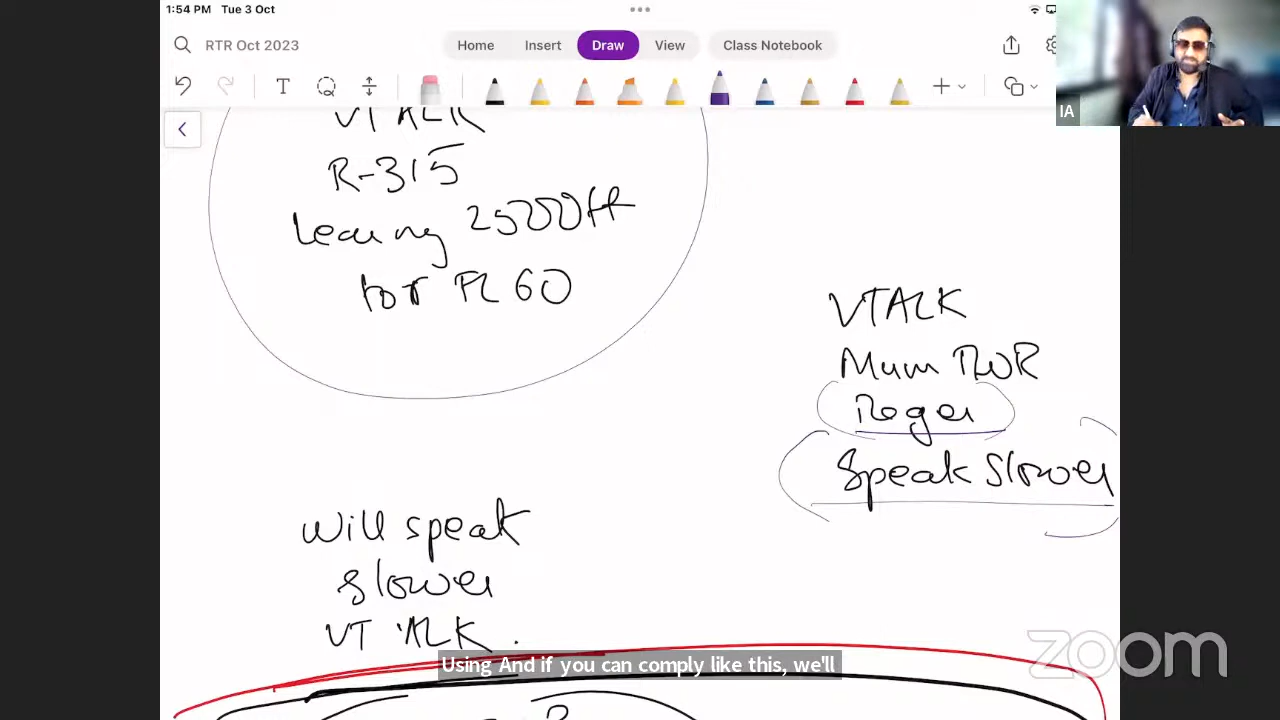 1:54 PM Tue 3 Oct
RTR Oct 2023
Home Insert Draw View Class Notebook
IA
VTALK
R-315
Leaving 2500ft
for FL 60
VTALK
Mum TWR
Roger
Speak Slower
Will speak
slower
VTALK
Using And if you can comply like this, we'll
zoom